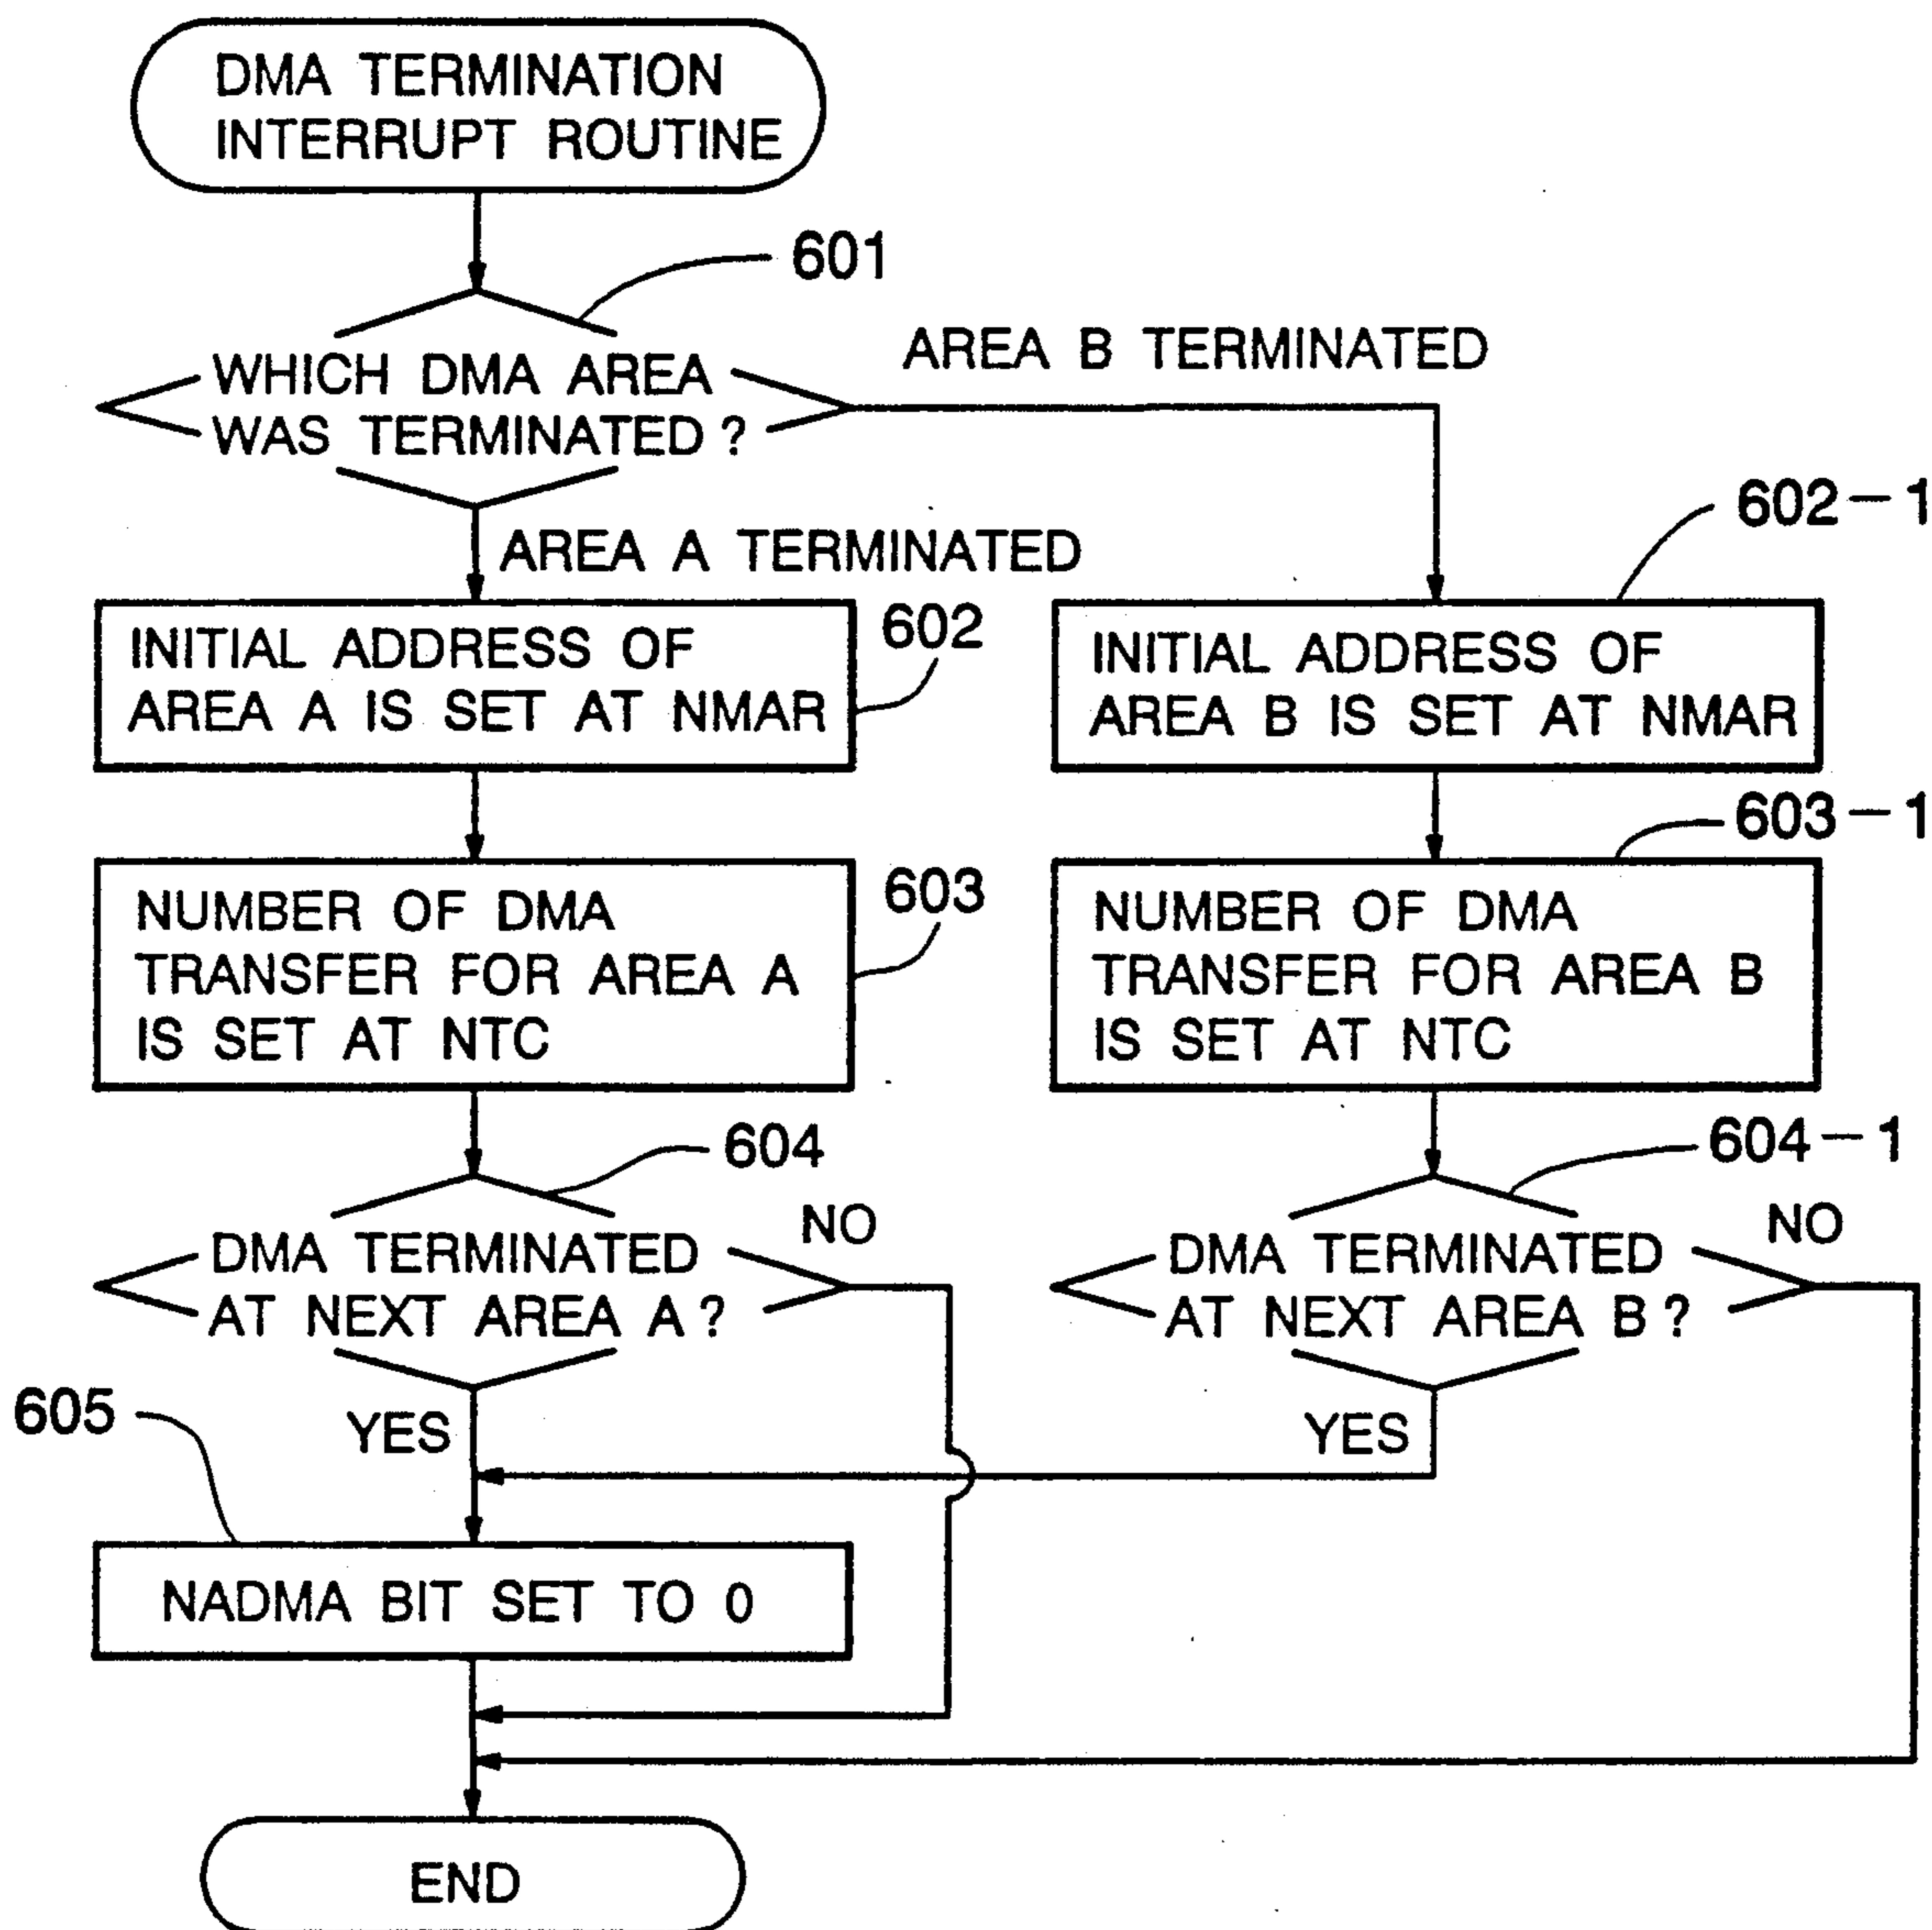 DMA TERMINATION
INTERRUPT ROUTINE
601
WHICH DMA AREA
WAS TERMINATED ?
AREA B TERMINATED
AREA A TERMINATED
602-1
INITIAL ADDRESS OF
AREA A IS SET AT NMAR
602
INITIAL ADDRESS OF
AREA B IS SET AT NMAR
603-1
NUMBER OF DMA
TRANSFER FOR AREA A
IS SET AT NTC
603
NUMBER OF DMA
TRANSFER FOR AREA B
IS SET AT NTC
604
604-1
DMA TERMINATED
AT NEXT AREA A ?
NO
DMA TERMINATED
AT NEXT AREA B ?
NO
605
YES
YES
NADMA BIT SET TO 0
END